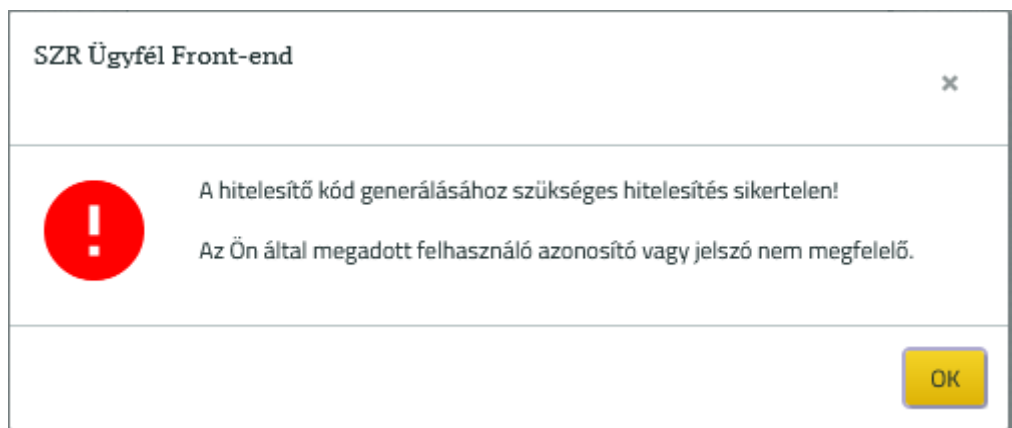 SZR Ügyfél Front-end
A hitelesítő kód generálásához szükséges hitelesítés sikertelen!
Az Ön által megadott felhasználó azonosító vagy jelszó nem megfelelő.
OK